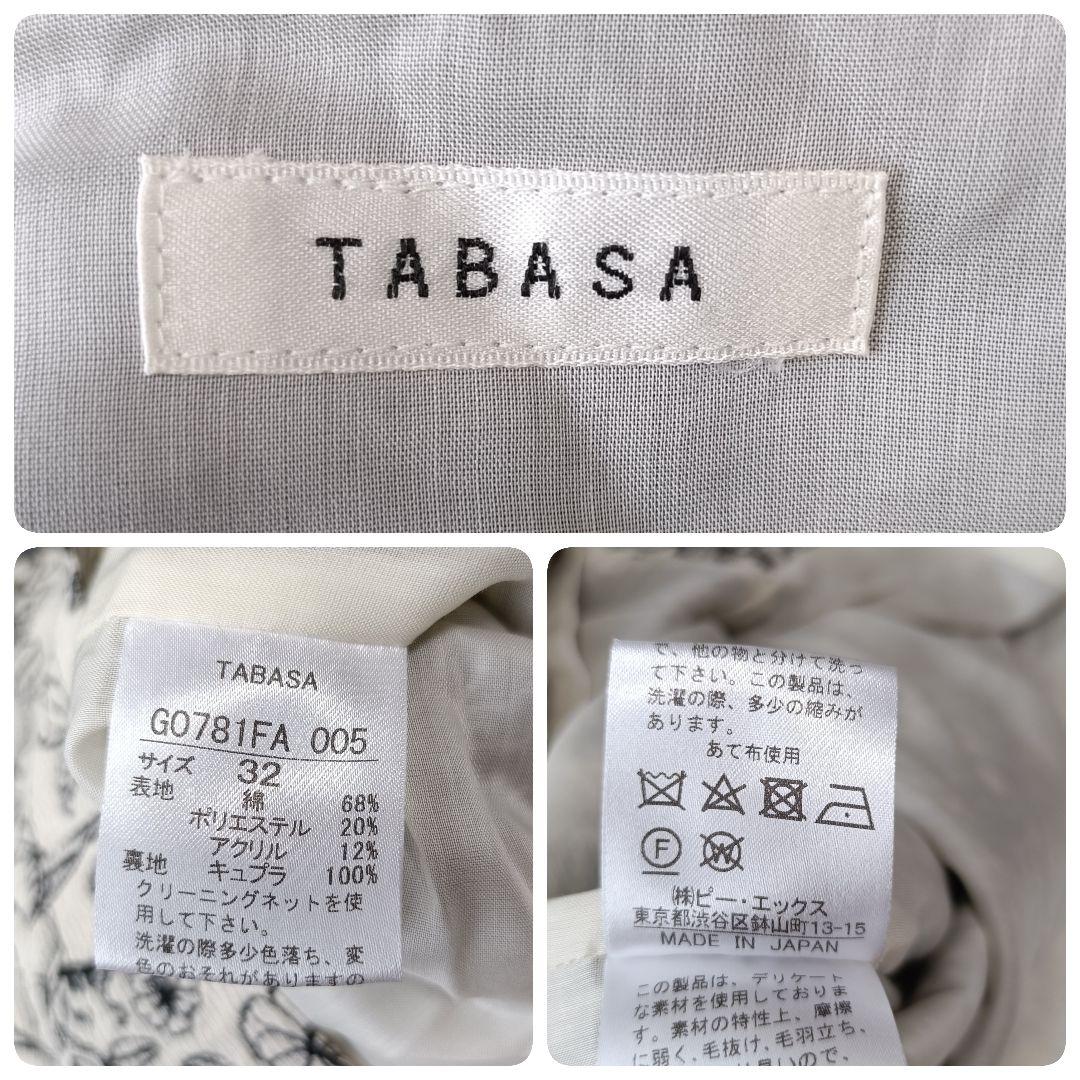 TABASA
TABASA
G0781FA 005
サイズ 32
表地 綿 68%
ポリエステル 20%
アクリル 12%
裏地 キュプラ 100%
クリーニングネットを使
用して下さい。
洗濯の際多少色落ち、変
色のおそれがありますの
で、他の物と分けて洗っ
て下さい。この製品は、
洗濯の際、多少の縮みが
あります。
あて布使用
F
W
㈱ピー・エックス
東京都渋谷区鉢山町13-15
MADE IN JAPAN
この製品は、デリケート
な素材を使用しておりま
す。素材の特性上、摩擦
に弱く、毛抜け、毛羽立ち、